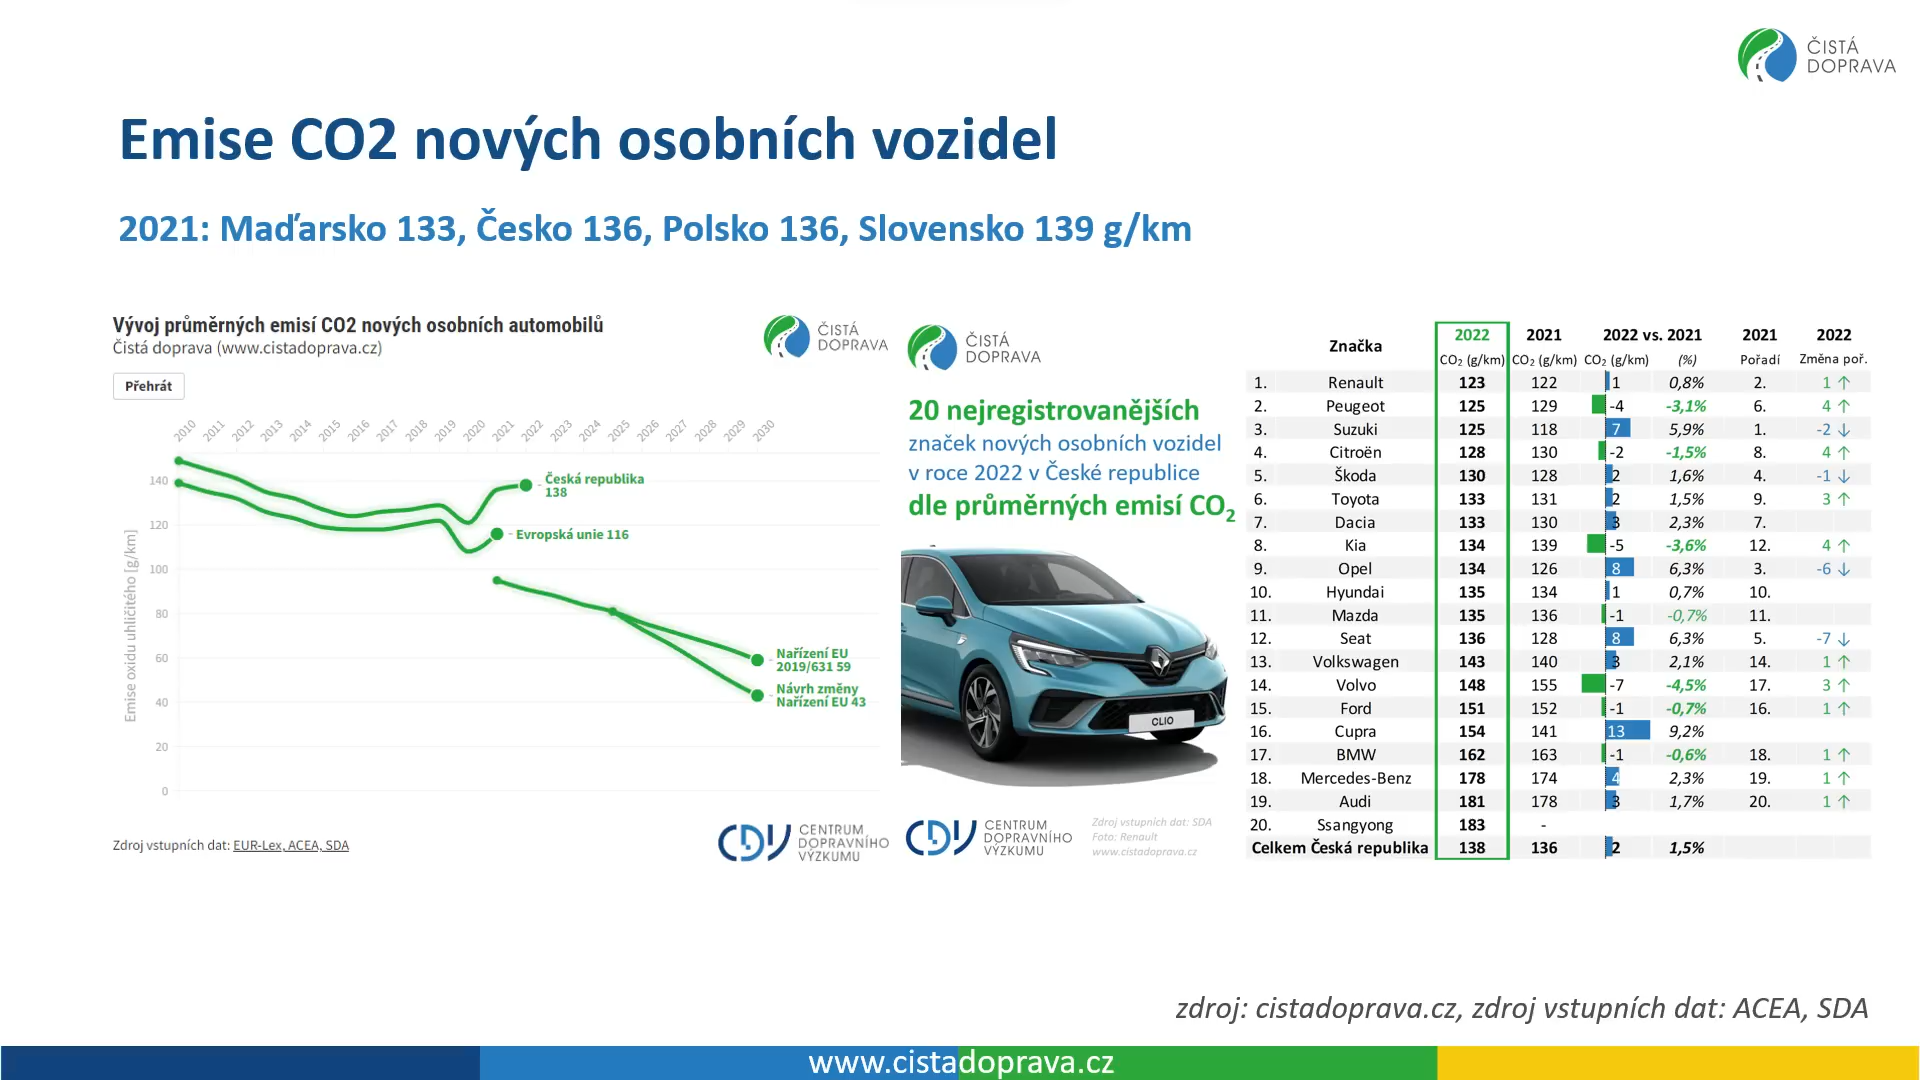 ČISTÁ
DOPRAVA
Emise CO2 nových osobních vozidel
2021: Maďarsko 133, Česko 136, Polsko 136, Slovensko 139 g/km
Vývoj průměrných emisí CO2 nových osobních automobilů
Čistá doprava (www.cistadoprava.cz)
ČISTÁ
DOPRAVA
Přehrát
2010 2011 2012 2013 2014 2015 2016 2017 2018 2019 2020 2021 2022 2023 2024 2025 2026 2027 2028 2029 2030
Emise oxidu uhličitého [g/km]
140
120
100
80
60
40
20
0
Česká republika
138
Evropská unie 116
Nařízení EU
2019/631 59
Návrh změny
Nařízení EU 43
Zdroj vstupních dat: EUR-Lex, ACEA, SDA
CDV CENTRUM
DOPRAVNÍHO
VÝZKUMU
ČISTÁ
DOPRAVA
20 nejregistrovanějších
značek nových osobních vozidel
v roce 2022 v České republice
dle průměrných emisí CO2
CLIO
CDV CENTRUM
DOPRAVNÍHO
VÝZKUMU
Zdroj vstupních dat: SDA
Foto: Renault
www.cistadoprava.cz
Značka 2022 2021 2022 vs. 2021 2021 2022
CO2 (g/km) CO2 (g/km) CO2 (g/km) (%) Pořadí Změna poř.
1. Renault 123 122 1 0,8% 2. 1 ↑
2. Peugeot 125 129 -4 -3,1% 6. 4 ↑
3. Suzuki 125 118 7 5,9% 1. -2 ↓
4. Citroën 128 130 -2 -1,5% 8. 4 ↑
5. Škoda 130 128 2 1,6% 4. -1 ↓
6. Toyota 133 131 2 1,5% 9. 3 ↑
7. Dacia 133 130 3 2,3% 7.
8. Kia 134 139 -5 -3,6% 12. 4 ↑
9. Opel 134 126 8 6,3% 3. -6 ↓
10. Hyundai 135 134 1 0,7% 10.
11. Mazda 135 136 -1 -0,7% 11.
12. Seat 136 128 8 6,3% 5. -7 ↓
13. Volkswagen 143 140 3 2,1% 14. 1 ↑
14. Volvo 148 155 -7 -4,5% 17. 3 ↑
15. Ford 151 152 -1 -0,7% 16. 1 ↑
16. Cupra 154 141 13 9,2%
17. BMW 162 163 -1 -0,6% 18. 1 ↑
18. Mercedes-Benz 178 174 4 2,3% 19. 1 ↑
19. Audi 181 178 3 1,7% 20. 1 ↑
20. Ssangyong 183 -
Celkem Česká republika 138 136 2 1,5%
zdroj: cistadoprava.cz, zdroj vstupních dat: ACEA, SDA
www.cistadoprava.cz